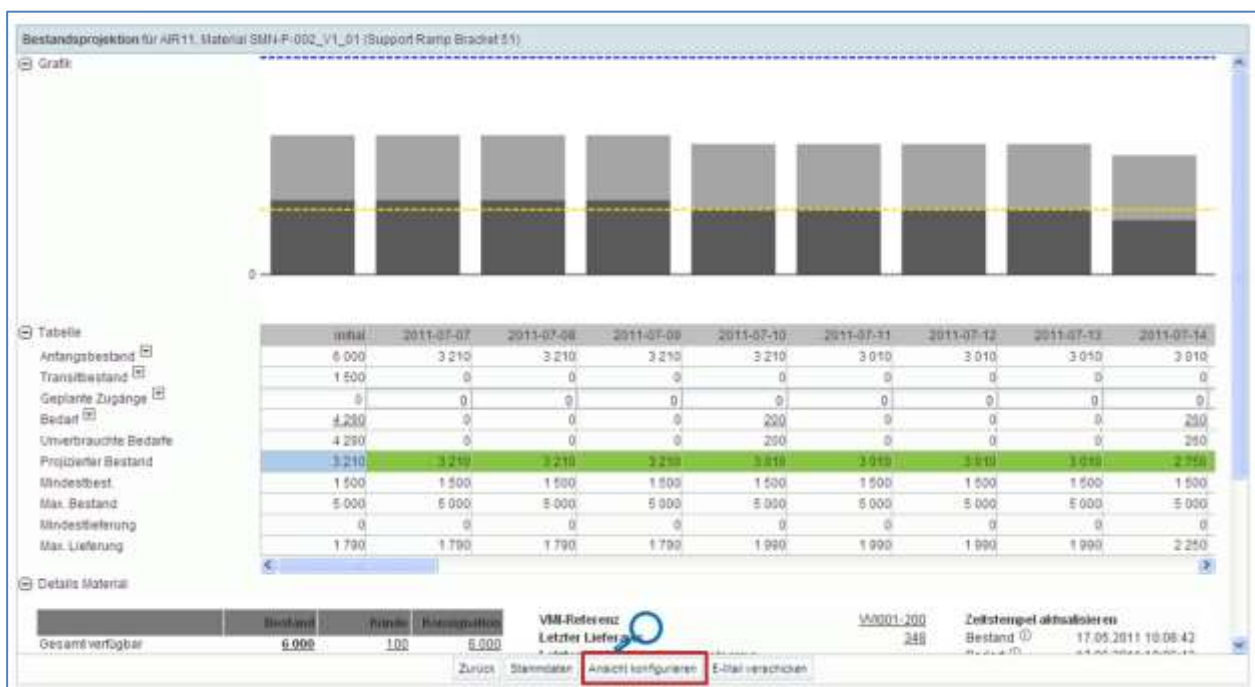 Bestandsprojektion für AIR11, Material SMN-P-002_V1_01 (Support Ramp Bracket 51)
Grafik
0
Tabelle initial 2011-07-07 2011-07-08 2011-07-09 2011-07-10 2011-07-11 2011-07-12 2011-07-13 2011-07-14
Anfangsbestand 6 000 3 210 3 210 3 210 3 210 3 010 3 010 3 010 3 010
Transitbestand 1 500 0 0 0 0 0 0 0 0
Geplante Zugänge 0 0 0 0 0 0 0 0 0
Bedarf 4 290 0 0 0 200 0 0 0 260
Unverbrauchte Bedarfe 4 290 0 0 0 200 0 0 0 260
Projizierter Bestand 3 210 3 210 3 210 3 210 3 010 3 010 3 010 3 010 2 750
Mindestbest. 1 500 1 500 1 500 1 500 1 500 1 500 1 500 1 500 1 500
Max. Bestand 5 000 5 000 5 000 5 000 5 000 5 000 5 000 5 000 5 000
Mindestlieferung 0 0 0 0 0 0 0 0 0
Max. Lieferung 1 790 1 790 1 790 1 790 1 990 1 990 1 990 1 990 2 250
Details Material
Bestand Kunde Konsignation VMI-Referenz VMI001-200 Zeitstempel aktualisieren
Gesamt verfügbar 6.000 100 6.000 Letzter 348 Bestand 17.05.2011 10:08:42
Zurück Stammdaten Ansicht konfigurieren E-Mail verschicken